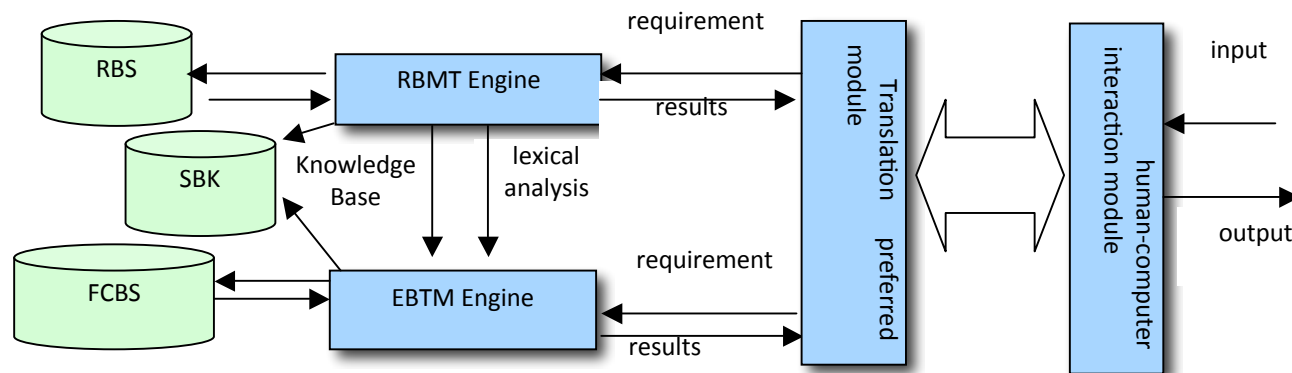 requirement
RBS
RBMT Engine
results
Knowledge
Base
lexical
analysis
SBK
FCBS
EBTM Engine
requirement
results
Translation preferred
module
human-computer
interaction module
input
output